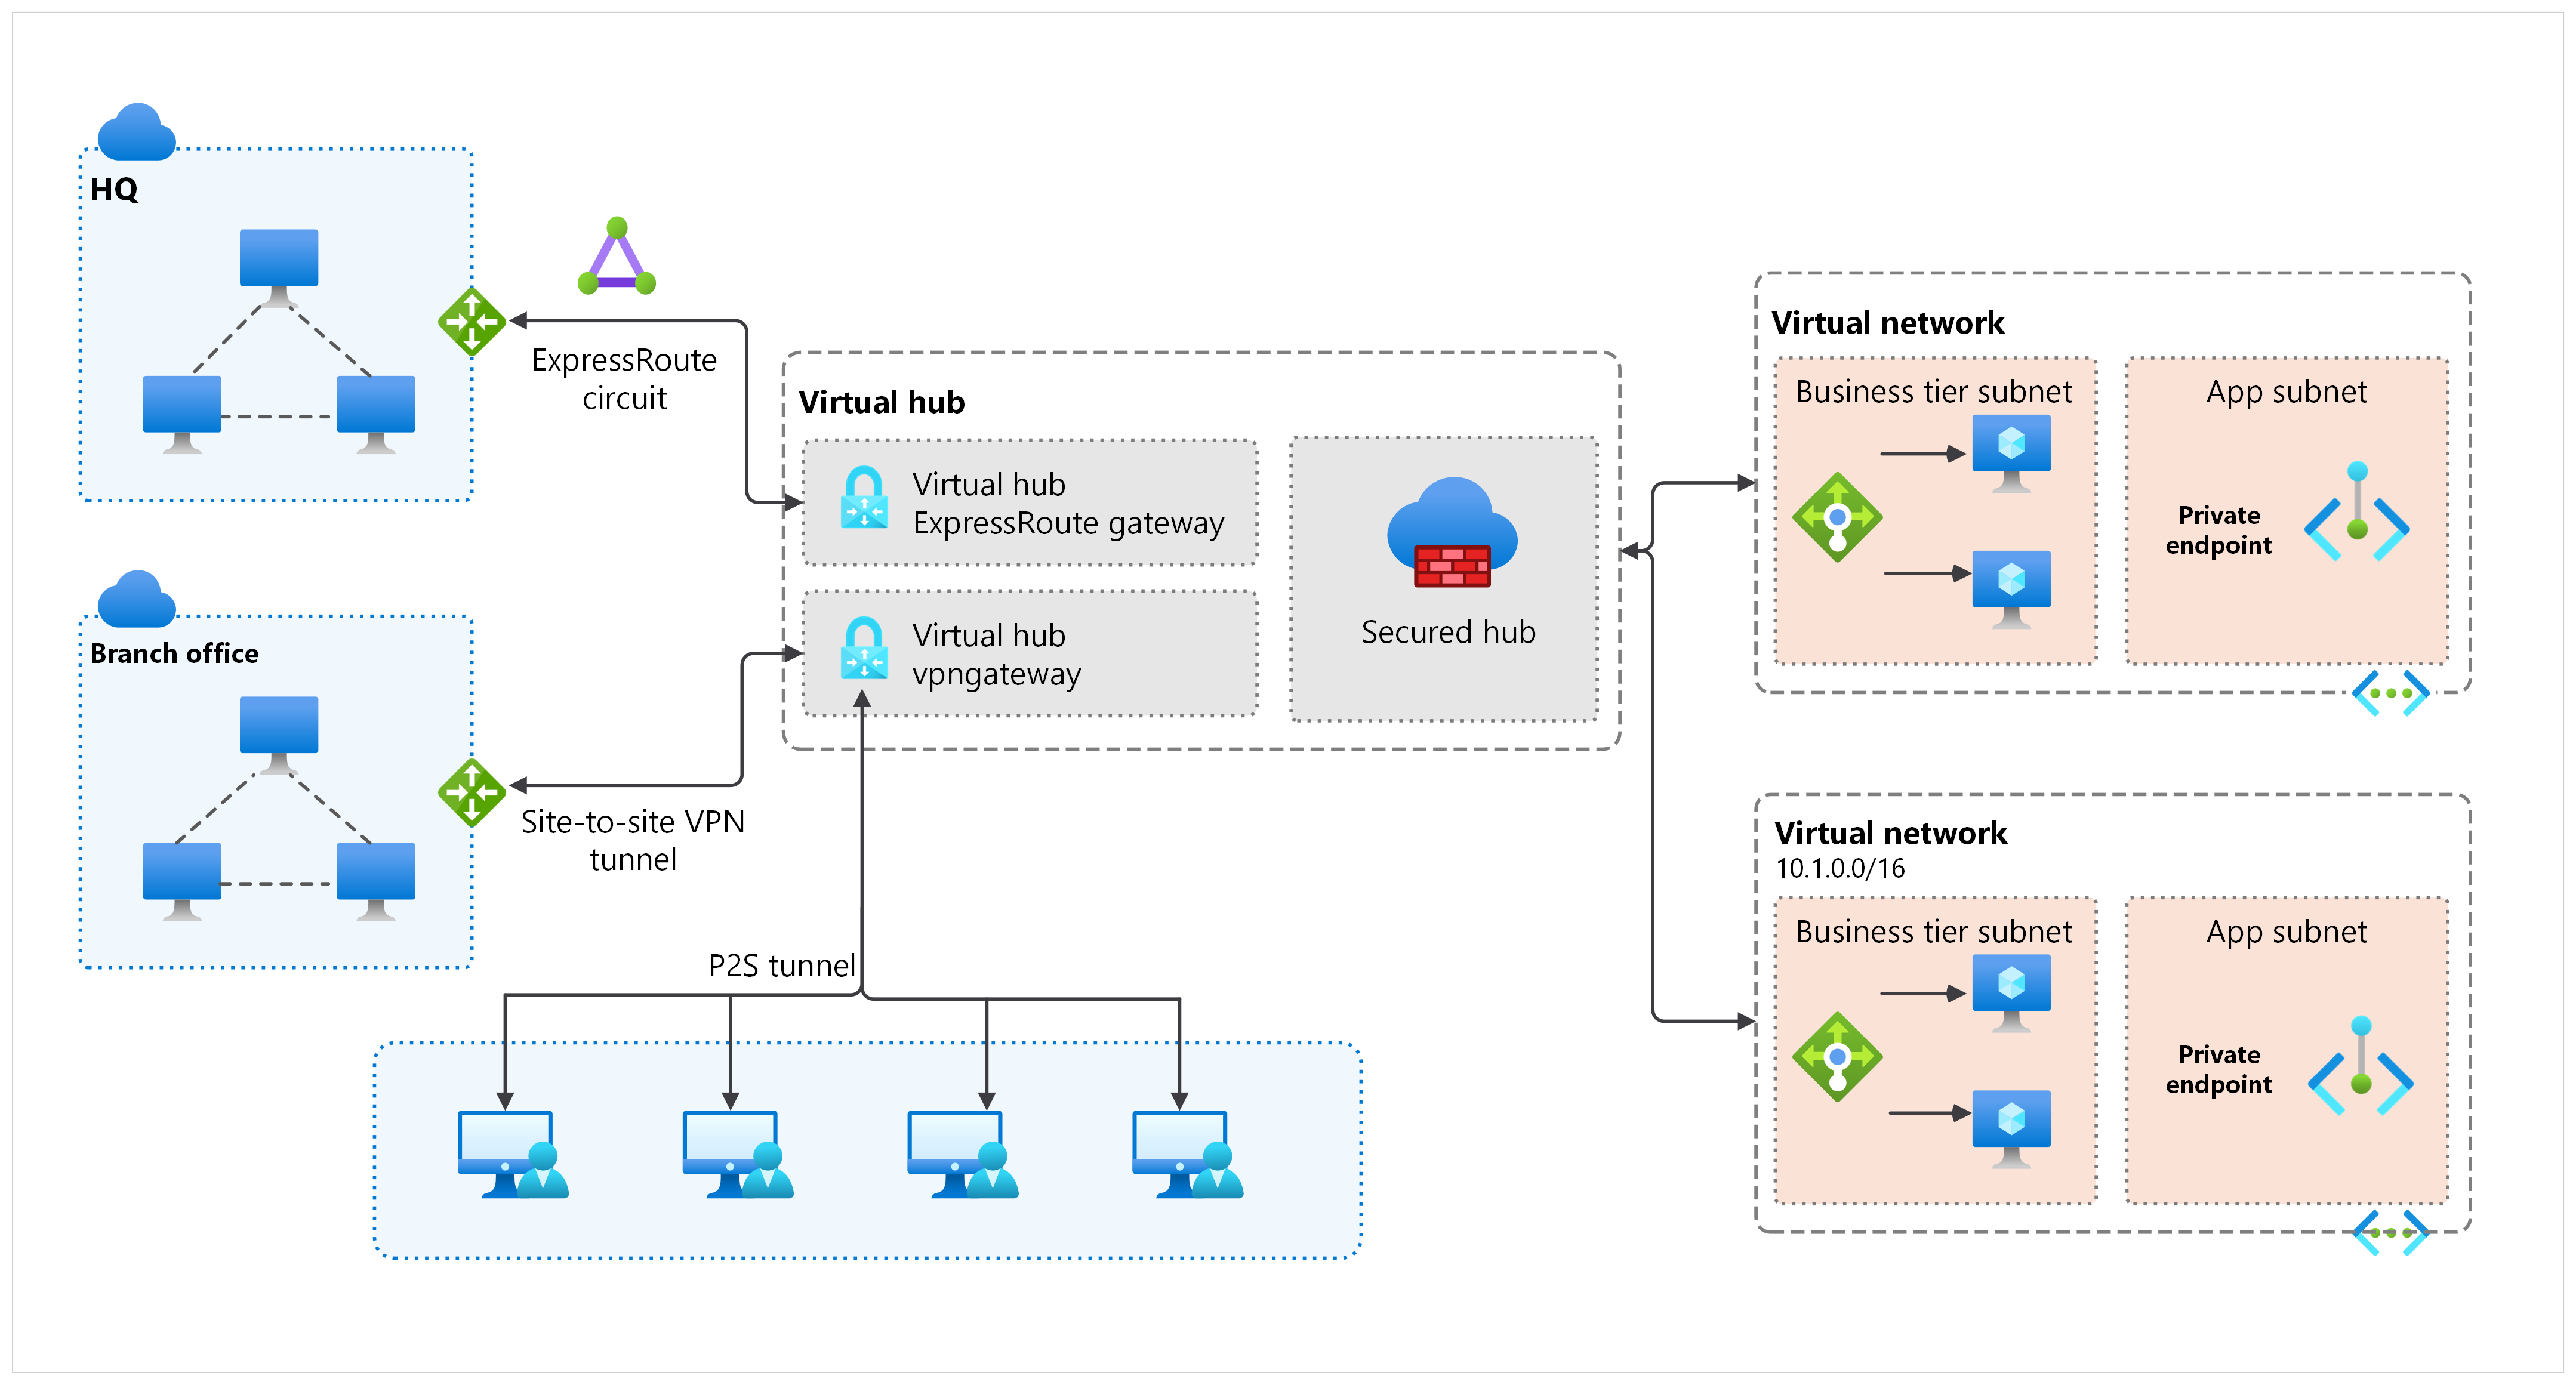 HQ
ExpressRoute
circuit
Virtual hub
Virtual hub
ExpressRoute gateway
Virtual hub
vpngateway
Secured hub
Branch office
Site-to-site VPN
tunnel
P2S tunnel
Virtual network
Business tier subnet
App subnet
Private
endpoint
Virtual network
10.1.0.0/16
Business tier subnet
App subnet
Private
endpoint